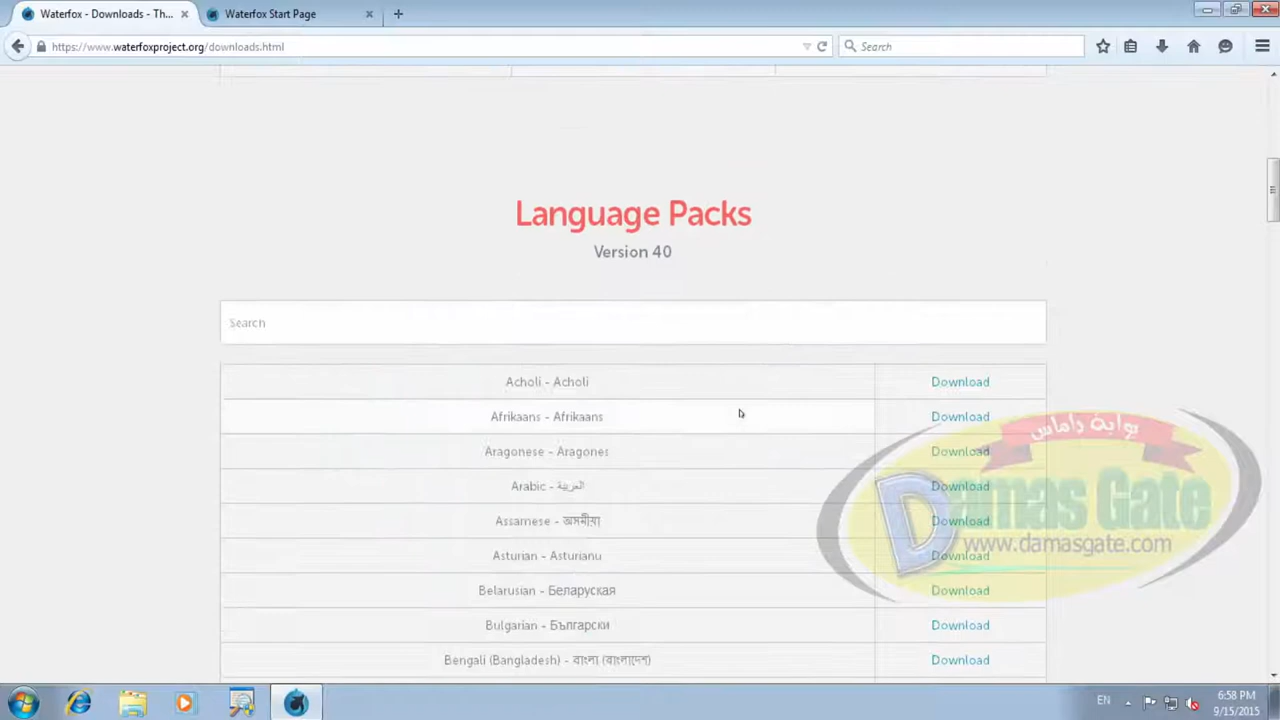 Waterfox - Downloads - Th...
Waterfox Start Page
https://www.waterfoxproject.org/downloads.html
Search
Language Packs
Version 40
Search
Acholi - Acholi Download
Afrikaans - Afrikaans Download
Aragonese - Aragonés Download
Arabic - العربية Download
Assamese - অসমীয়া Download
Asturian - Asturianu Download
Belarusian - Беларуская Download
Bulgarian - Български Download
Bengali (Bangladesh) - বাংলা (বাংলাদেশ) Download
بوابة داماس
Damas Gate
www.damasgate.com
EN
6:58 PM
9/15/2015